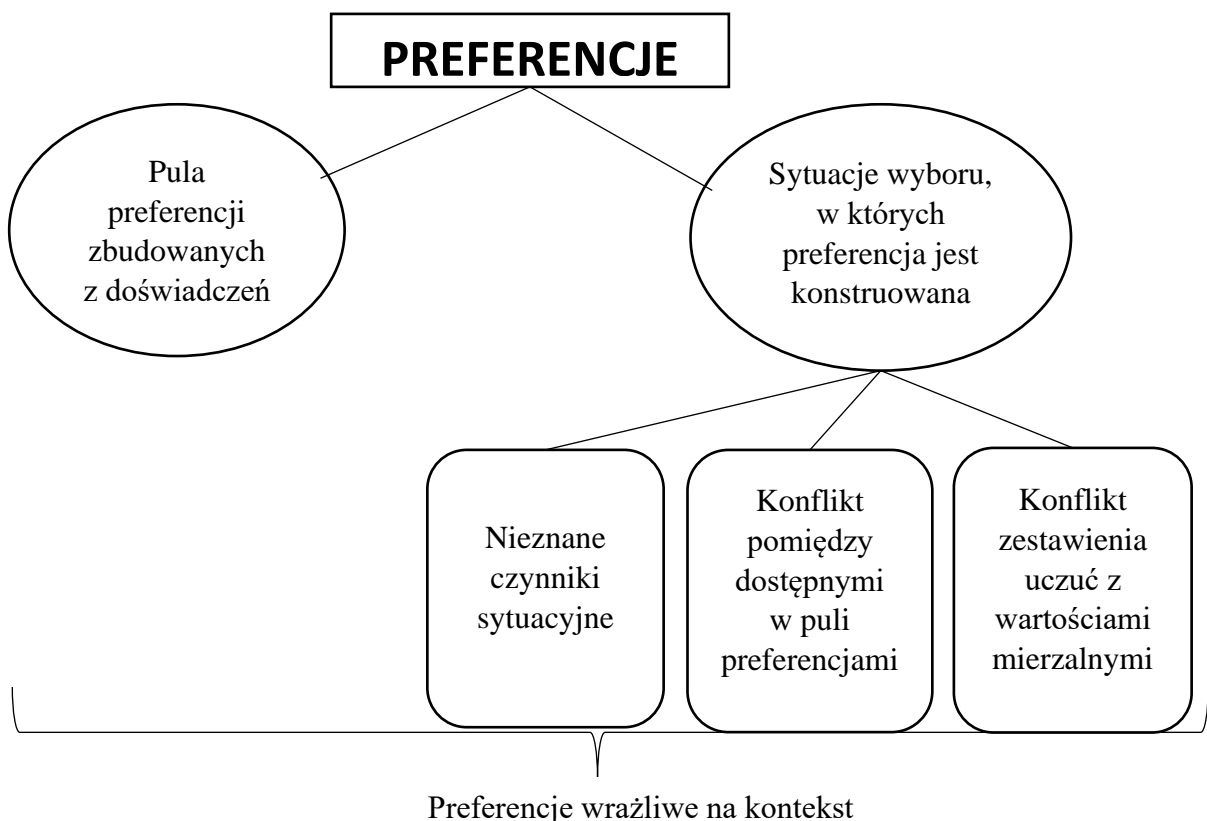 PREFERENCJE
Pula
preferencji
zbudowanych
z doświadczeń
Sytuacje wyboru,
w których
preferencja jest
konstruowana
Nieznane
czynniki
sytuacyjne
Konflikt
pomiędzy
dostępnymi
w puli
preferencjami
Konflikt
zestawienia
uczuć z
wartościami
mierzalnymi
Preferencje wrażliwe na kontekst